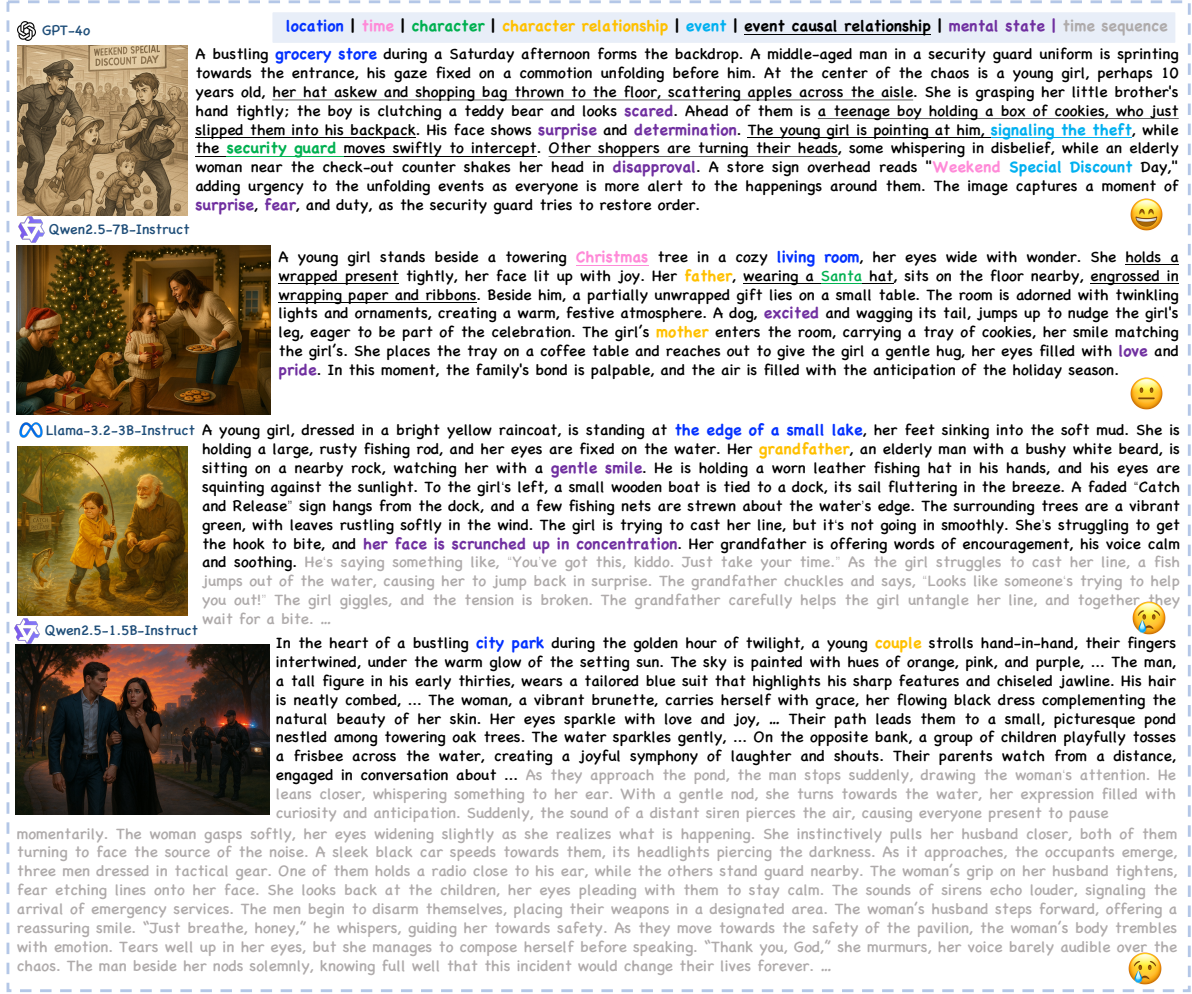 GPT-4o
location | time | character | character relationship | event | event causal relationship | mental state | time sequence
WEEKEND SPECIAL
DISCOUNT DAY
A bustling grocery store during a Saturday afternoon forms the backdrop. A middle-aged man in a security guard uniform is sprinting
towards the entrance, his gaze fixed on a commotion unfolding before him. At the center of the chaos is a young girl, perhaps 10
years old, her hat askew and shopping bag thrown to the floor, scattering apples across the aisle. She is grasping her little brother's
hand tightly; the boy is clutching a teddy bear and looks scared. Ahead of them is a teenage boy holding a box of cookies, who just
slipped them into his backpack. His face shows surprise and determination. The young girl is pointing at him, signaling the theft, while
the security guard moves swiftly to intercept. Other shoppers are turning their heads, some whispering in disbelief, while an elderly
woman near the check-out counter shakes her head in disapproval. A store sign overhead reads "Weekend Special Discount Day,"
adding urgency to the unfolding events as everyone is more alert to the happenings around them. The image captures a moment of
surprise, fear, and duty, as the security guard tries to restore order.
Qwen2.5-7B-Instruct
A young girl stands beside a towering Christmas tree in a cozy living room, her eyes wide with wonder. She holds a
wrapped present tightly, her face lit up with joy. Her father, wearing a Santa hat, sits on the floor nearby, engrossed in
wrapping paper and ribbons. Beside him, a partially unwrapped gift lies on a small table. The room is adorned with twinkling
lights and ornaments, creating a warm, festive atmosphere. A dog, excited and wagging its tail, jumps up to nudge the girl's
leg, eager to be part of the celebration. The girl's mother enters the room, carrying a tray of cookies, her smile matching
the girl's. She places the tray on a coffee table and reaches out to give the girl a gentle hug, her eyes filled with love and
pride. In this moment, the family's bond is palpable, and the air is filled with the anticipation of the holiday season.
Llama-3.2-3B-Instruct
A young girl, dressed in a bright yellow raincoat, is standing at the edge of a small lake, her feet sinking into the soft mud. She is
holding a large, rusty fishing rod, and her eyes are fixed on the water. Her grandfather, an elderly man with a bushy white beard, is
sitting on a nearby rock, watching her with a gentle smile. He is holding a worn leather fishing hat in his hands, and his eyes are
squinting against the sunlight. To the girl's left, a small wooden boat is tied to a dock, its sail fluttering in the breeze. A faded "Catch
and Release" sign hangs from the dock, and a few fishing nets are strewn about the water's edge. The surrounding trees are a vibrant
green, with leaves rustling softly in the wind. The girl is trying to cast her line, but it's not going in smoothly. She's struggling to get
the hook to bite, and her face is scrunched up in concentration. Her grandfather is offering words of encouragement, his voice calm
and soothing. He's saying something like, "You've got this, kiddo. Just take your time." As the girl struggles to cast her line, a fish
jumps out of the water, causing her to jump back in surprise. The grandfather chuckles and says, "Looks like someone's trying to help
you out!" The girl giggles, and the tension is broken. The grandfather carefully helps the girl untangle her line, and together they
wait for a bite. ...
Qwen2.5-1.5B-Instruct
In the heart of a bustling city park during the golden hour of twilight, a young couple strolls hand-in-hand, their fingers
intertwined, under the warm glow of the setting sun. The sky is painted with hues of orange, pink, and purple, ... The man,
a tall figure in his early thirties, wears a tailored blue suit that highlights his sharp features and chiseled jawline. His hair
is neatly combed, ... The woman, a vibrant brunette, carries herself with grace, her flowing black dress complementing the
natural beauty of her skin. Her eyes sparkle with love and joy, ... Their path leads them to a small, picturesque pond
nestled among towering oak trees. The water sparkles gently, ... On the opposite bank, a group of children playfully tosses
a frisbee across the water, creating a joyful symphony of laughter and shouts. Their parents watch from a distance,
engaged in conversation about ... As they approach the pond, the man stops suddenly, drawing the woman's attention. He
leans closer, whispering something to her ear. With a gentle nod, she turns towards the water, her expression filled with
curiosity and anticipation. Suddenly, the sound of a distant siren pierces the air, causing everyone present to pause
momentarily. The woman gasps softly, her eyes widening slightly as she realizes what is happening. She instinctively pulls her husband closer, both of them
turning to face the source of the noise. A sleek black car speeds towards them, its headlights piercing the darkness. As it approaches, the occupants emerge,
three men dressed in tactical gear. One of them holds a radio close to his ear, while the others stand guard nearby. The woman's grip on her husband tightens,
fear etching lines onto her face. She looks back at the children, her eyes pleading with them to stay calm. The sounds of sirens echo louder, signaling the
arrival of emergency services. The men begin to disarm themselves, placing their weapons in a designated area. The woman's husband steps forward, offering a
reassuring smile. "Just breathe, honey," he whispers, guiding her towards safety. As they move towards the safety of the pavilion, the woman's body trembles
with emotion. Tears well up in her eyes, but she manages to compose herself before speaking. "Thank you, God," she murmurs, her voice barely audible over the
chaos. The man beside her nods solemnly, knowing full well that this incident would change their lives forever. ...